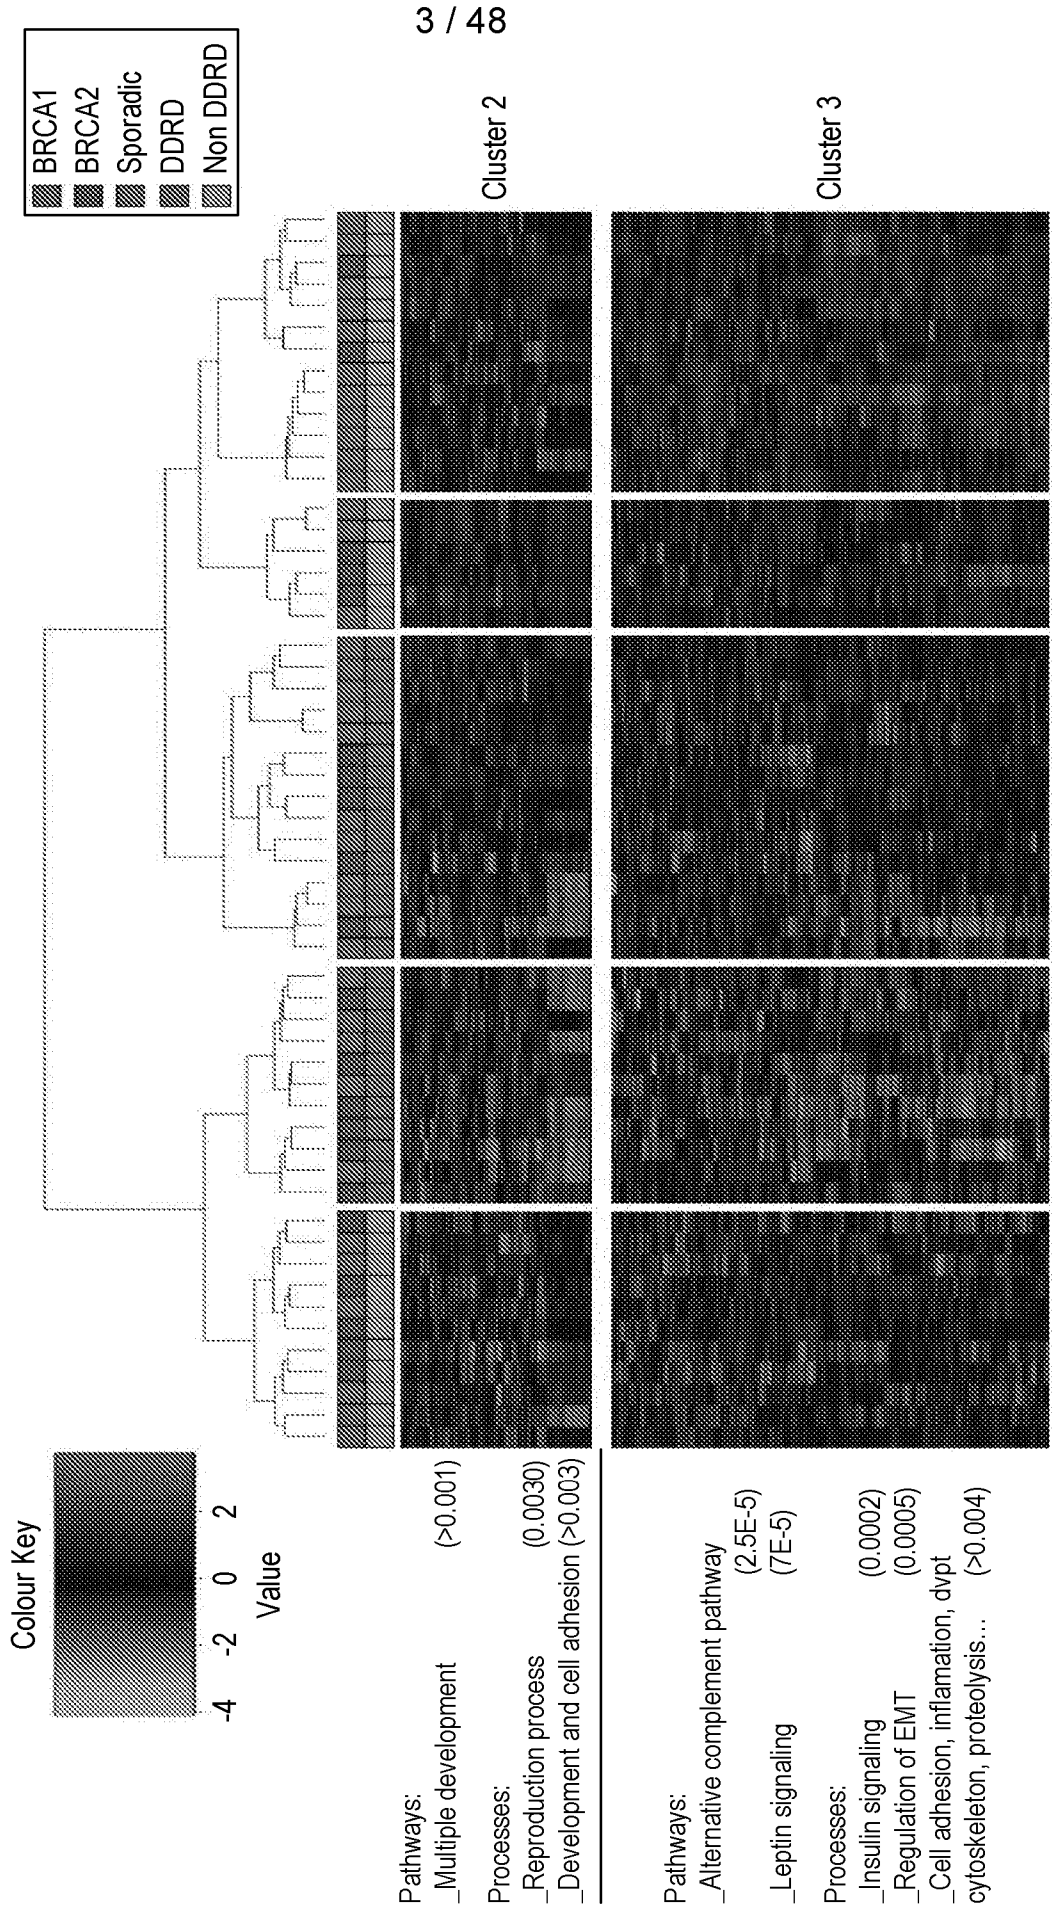 3 / 48
Colour Key
-4 -2 0 2
Value
BRCA1
BRCA2
Sporadic
DDRD
Non DDRD
Pathways:
_Multiple development (>0.001)
Processes:
_Reproduction process (0.0030)
_Development and cell adhesion (>0.003)
Cluster 2
Pathways:
_Alternative complement pathway
(2.5E-5)
_Leptin signaling (7E-5)
Processes:
_Insulin signaling (0.0002)
_Regulation of EMT (0.0005)
_Cell adhesion, inflamation, dvpt
cytoskeleton, proteolysis... (>0.004)
Cluster 3